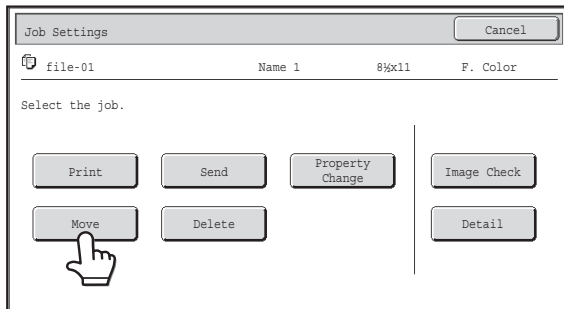 Job Settings Cancel
file-01 Name 1 8½x11 F. Color
Select the job.
Print Send Property Change Image Check
Move Delete Detail